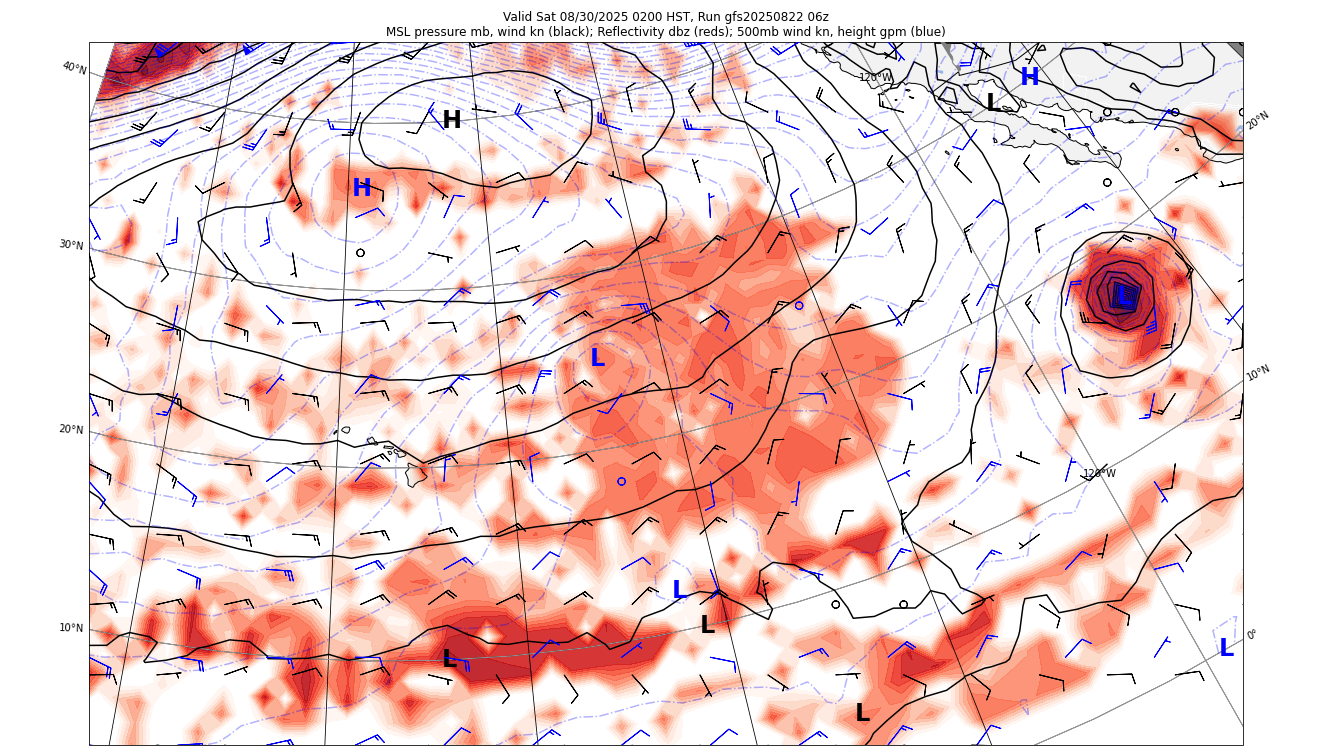 Valid Sat 08/30/2025 0200 HST, Run gfs20250822 06z
MSL pressure mb, wind kn (black); Reflectivity dbz (reds); 500mb wind kn, height gpm (blue)
40°N
120°W
H
L
20°N
H
H
30°N
L
L
10°N
20°N
120°W
L
10°N
L
0°
L
L
L